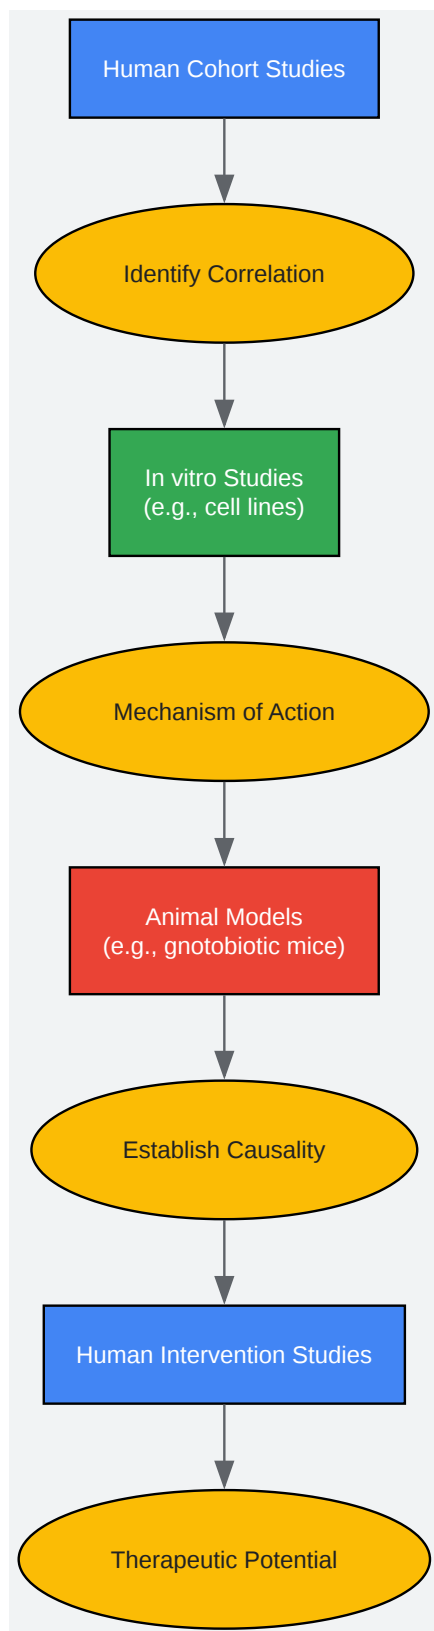 Human Cohort Studies
Identify Correlation
In vitro Studies
(e.g., cell lines)
Mechanism of Action
Animal Models
(e.g., gnotobiotic mice)
Establish Causality
Human Intervention Studies
Therapeutic Potential